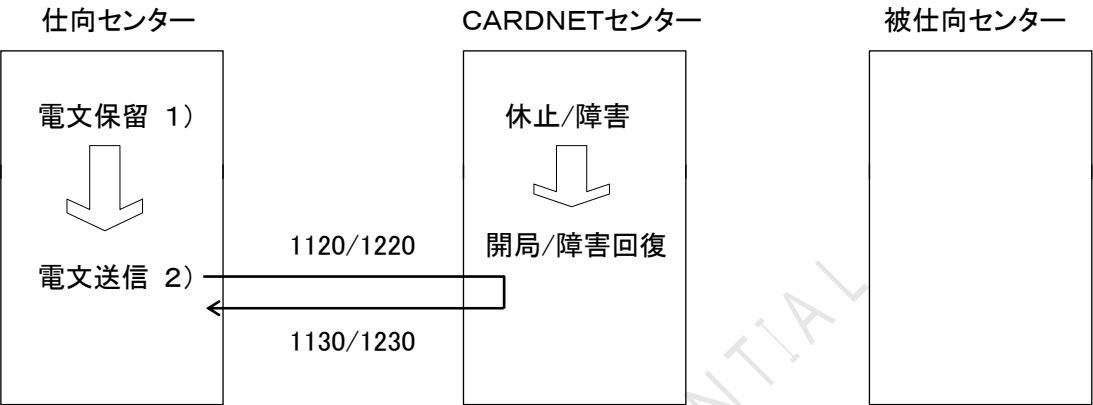 仕向センター
CARDNETセンター
被仕向センター
電文保留 1)
休止/障害
1120/1220
開局/障害回復
電文送信 2)
1130/1230
NTIAL